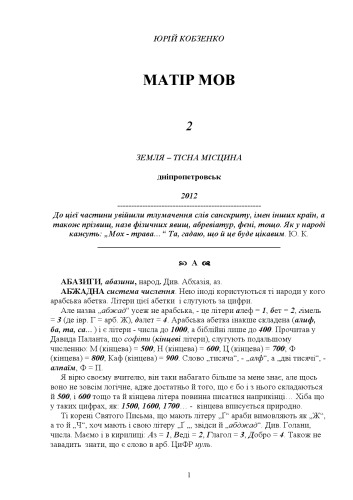 ЮРІЙ КОБЗЕНКО
МАТІР МОВ
2
ЗЕМЛЯ – ТІСНА МІСЦИНА
дніпропетровськ
2012
До цієї частини увійшли тлумачення слів санскриту, імен інших країн, а
також прізвищ, назв фізичних явищ, абревіатур, фені, тощо. Як у народі
кажуть: „Мох - трава…“ Та, гадаю, що й це буде цікавим. Ю. К.
А
АБАЗИГИ, абазини, народ. Див. Абхазія, аз.
АБЖАДНА система числення. Нею іноді користуються ті народи у кого
арабська абетка. Літери цієї абетки і слугують за цифри.
Але назва „абжад“ усеж не арабська, - це літери алеф = 1, бет = 2, гімель
= 3 (де івр. Г = арб. Ж), далет = 4. Арабська абетка інакше складена (алиф,
ба, та, са... ) і є літери - числа до 1000, а біблійні лише до 400. Прочитав у
Давида Паланта, що софіти (кінцеві літери), слугують подальшому
численню: М (кінцева) = 500, Н (кінцева) = 600, Ц (кінцева) = 700, Ф
(кінцева) = 800, Каф (кінцева) = 900. Слово „тисяча“, - „алф“, а „дві тисячі“, -
алпаїм, Ф = П.
Я вірю своєму вчителю, він таки набагато більше за мене знає, але щось
воно не зовсім логічне, адже достатньо й того, що є бо і з нього складаються
й 500, і 600 тощо та й кінцева літера повинна писатися наприкінці… Хіба що
у таких цифрах, як: 1500, 1600, 1700… - кінцева вписується природно.
Ті корені Святого Письма, що мають літеру „Г“ араби вимовляють як „Ж“,
а то й „Ч“, хоч мають і свою літеру „Г „, звідси й „абджад“. Див. Голани,
числа. Маємо і в кирилиці: Аз = 1, Веді = 2, Глагол = 3, Добро = 4. Також не
завадить знати, що є слово в арб. ЦиФР нуль.
1